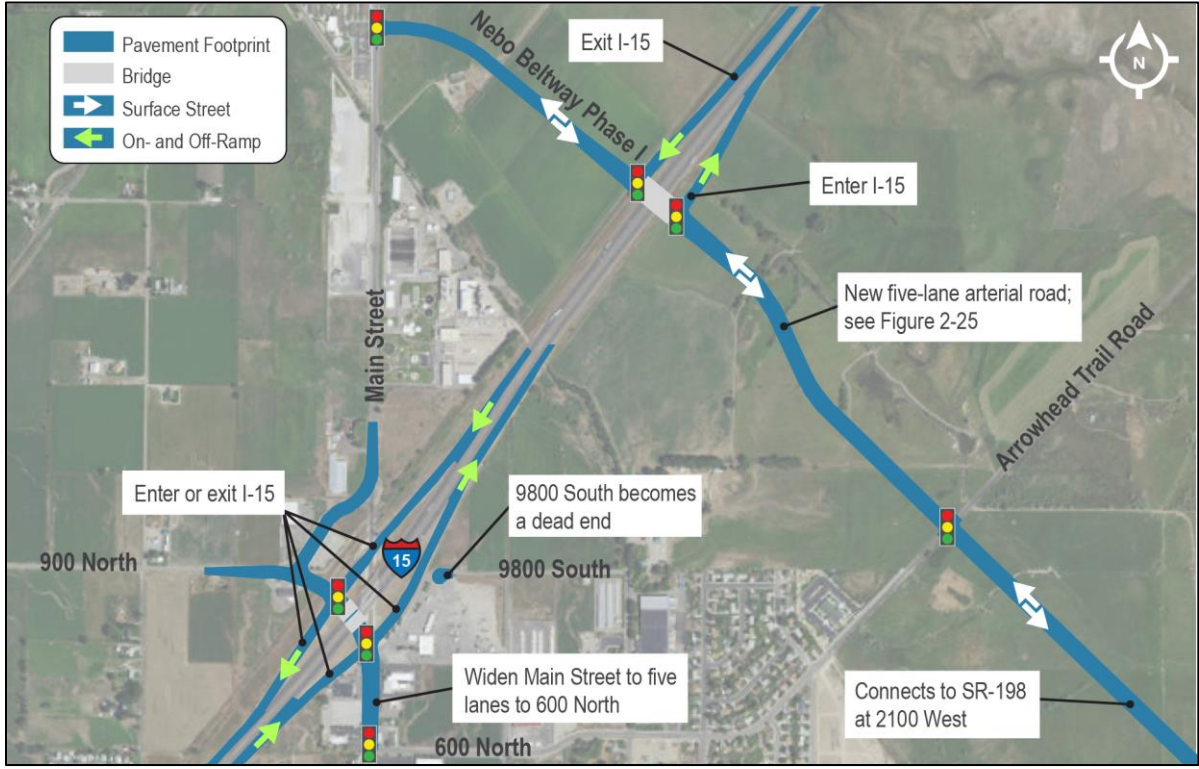 Pavement Footprint
Bridge
Surface Street
On- and Off-Ramp
Nebo Beltway Phase I
Exit I-15
N
Enter I-15
New five-lane arterial road;
see Figure 2-25
Main Street
Arrowhead Trail Road
Enter or exit I-15
9800 South becomes
a dead end
15
900 North
9800 South
Widen Main Street to five
lanes to 600 North
Connects to SR-198
at 2100 West
600 North